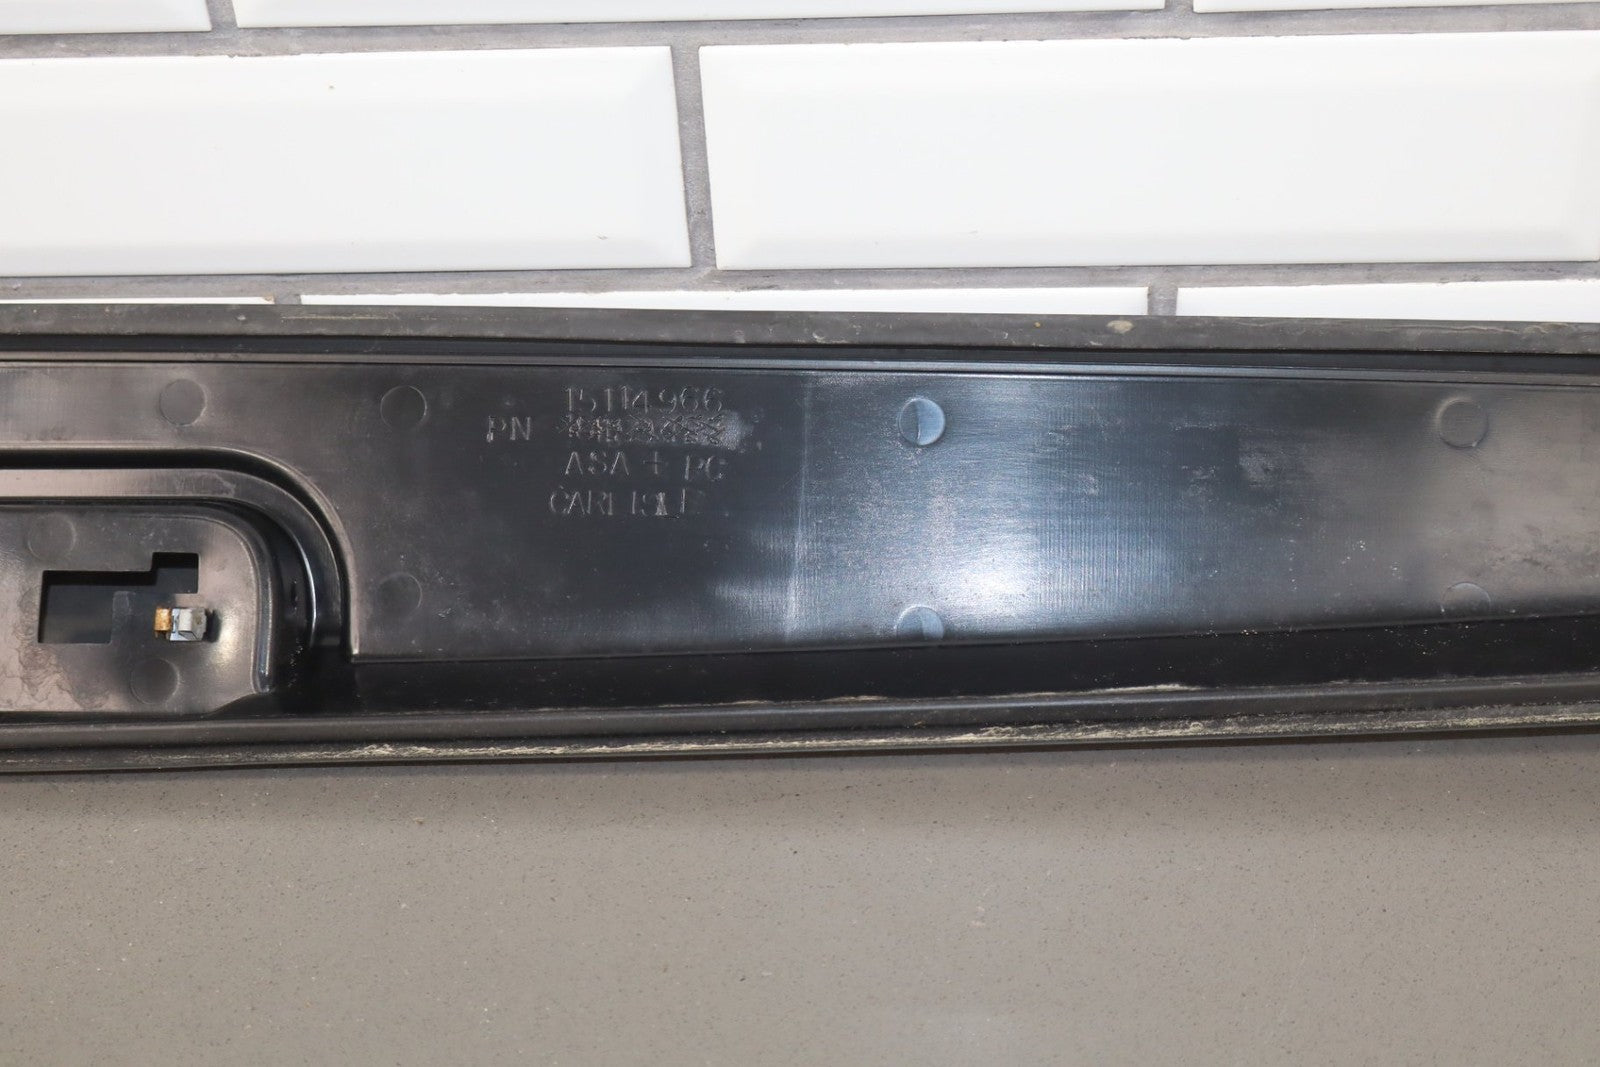 15114966
PN
ASA + PC
CARLISLE